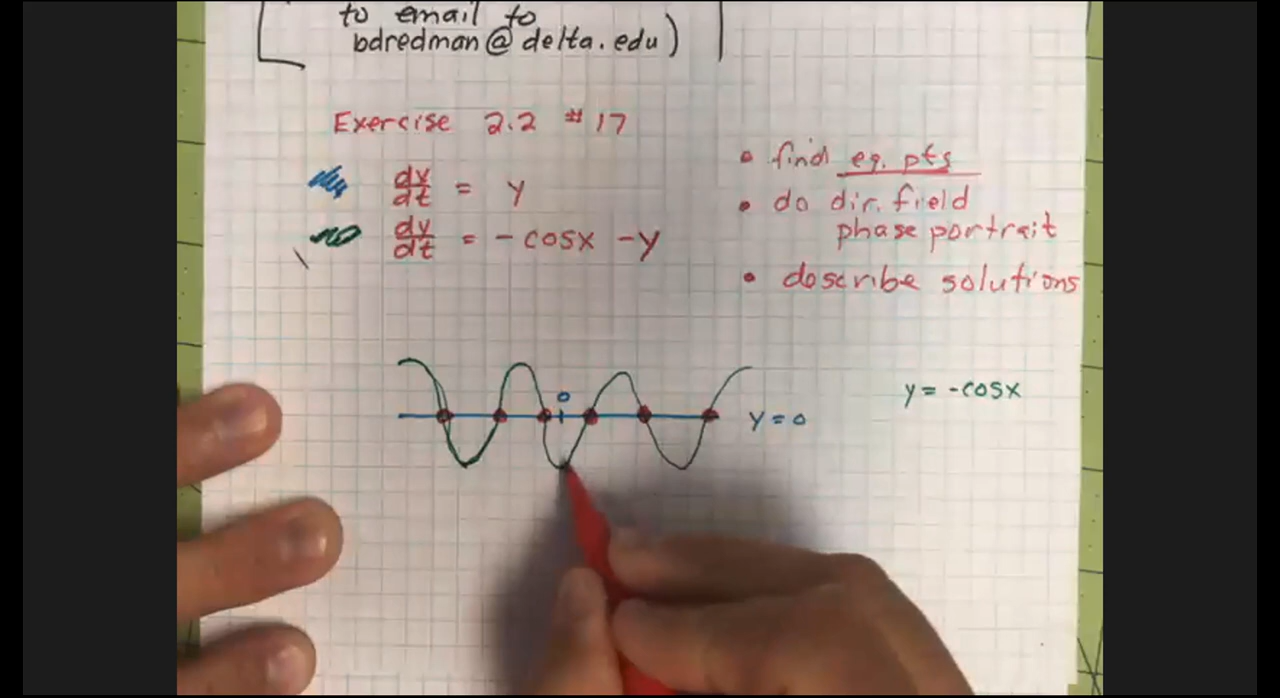 to email to
bdredman@delta.edu)
Exercise 2.2 #17
dx/dt = y
dy/dt = -cosx -y
• find eq. pts
• do dir. field
phase portrait
• describe solutions
0
y = 0
y = -cosx